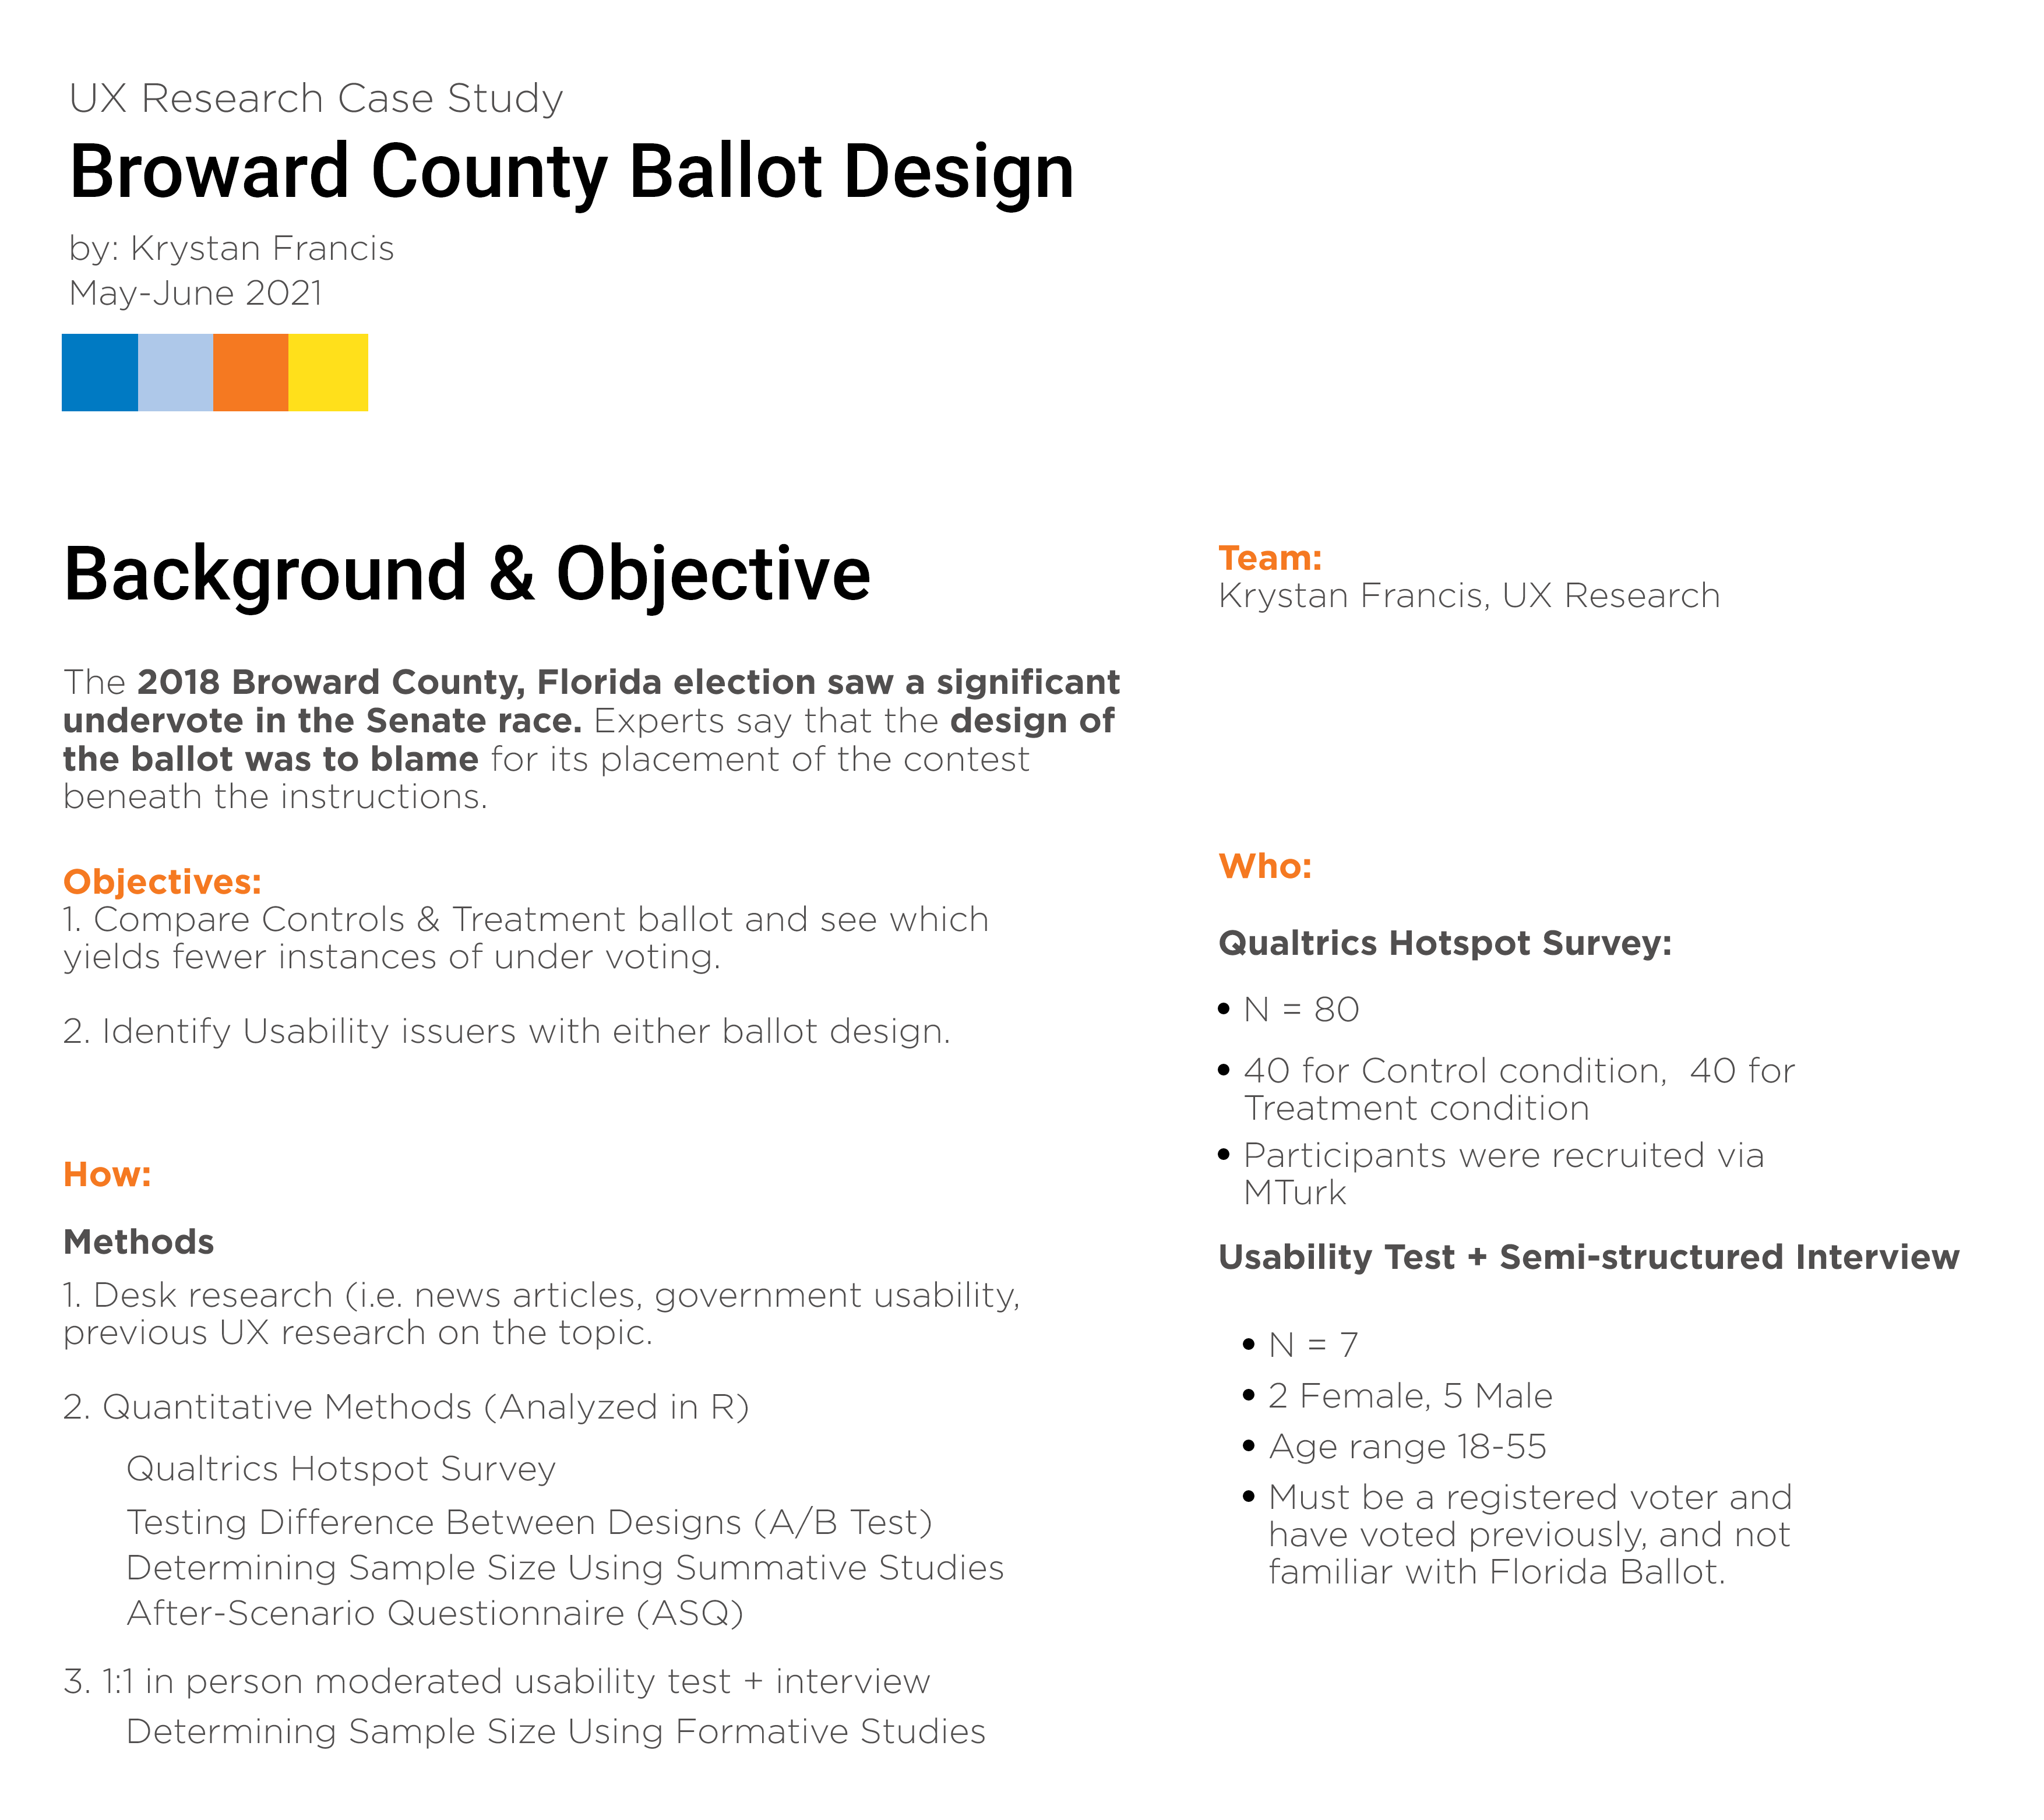 UX Research Case Study
Broward County Ballot Design
by: Krystan Francis
May-June 2021
Background & Objective
The 2018 Broward County, Florida election saw a significant
undervote in the Senate race. Experts say that the design of
the ballot was to blame for its placement of the contest
beneath the instructions.
Objectives:
1. Compare Controls & Treatment ballot and see which
yields fewer instances of under voting.
2. Identify Usability issuers with either ballot design.
How:
Methods
1. Desk research (i.e. news articles, government usability,
previous UX research on the topic.
2. Quantitative Methods (Analyzed in R)
Qualtrics Hotspot Survey
Testing Difference Between Designs (A/B Test)
Determining Sample Size Using Summative Studies
After-Scenario Questionnaire (ASQ)
3. 1:1 in person moderated usability test + interview
Determining Sample Size Using Formative Studies
Team:
Krystan Francis, UX Research
Who:
Qualtrics Hotspot Survey:
• N = 80
• 40 for Control condition,  40 for
Treatment condition
• Participants were recruited via
MTurk
Usability Test + Semi-structured Interview
• N = 7
• 2 Female, 5 Male
• Age range 18-55
• Must be a registered voter and
have voted previously, and not
familiar with Florida Ballot.